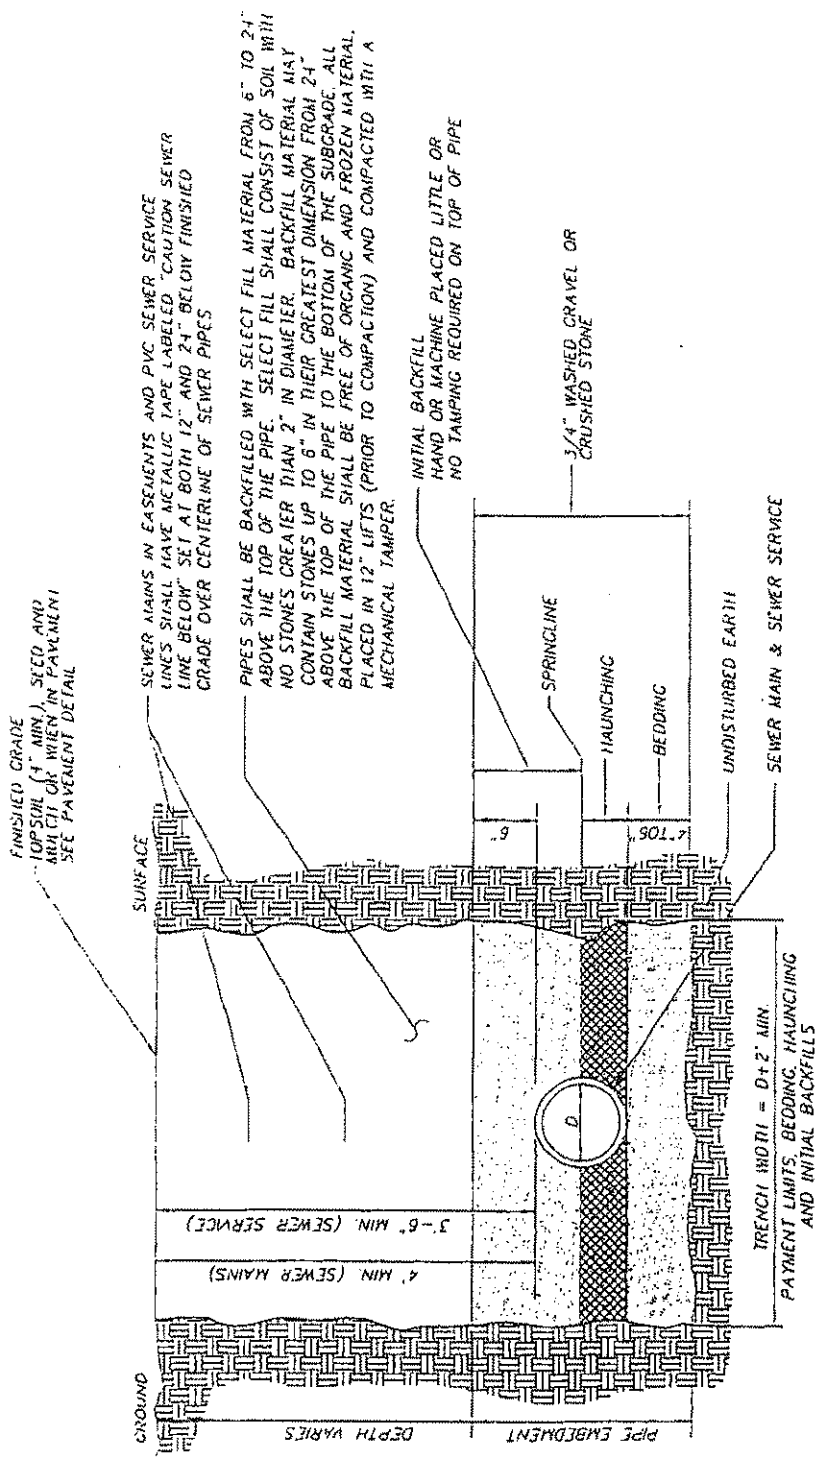 FINISHED GRADE
TOPSOIL (4" MIN.), SEED AND
MULCH OR WHEN IN PAVEMENT
SEE PAVEMENT DETAIL
GROUND
SURFACE
SEWER MAINS IN EASEMENTS AND PVC SEWER SERVICE
LINES SHALL HAVE METALLIC TAPE LABELED "CAUTION SEWER
LINE BELOW" SET AT BOTH 12" AND 24" BELOW FINISHED
GRADE OVER CENTERLINE OF SEWER PIPES
PIPES SHALL BE BACKFILLED WITH SELECT FILL MATERIAL FROM 6" TO 24"
ABOVE THE TOP OF THE PIPE. SELECT FILL SHALL CONSIST OF SOIL WITH
NO STONES GREATER THAN 2" IN DIAMETER. BACKFILL MATERIAL MAY
CONTAIN STONES UP TO 6" IN THEIR GREATEST DIMENSION FROM 24"
ABOVE THE TOP OF THE PIPE TO THE BOTTOM OF THE SUBGRADE. ALL
BACKFILL MATERIAL SHALL BE FREE OF ORGANIC AND FROZEN MATERIAL,
PLACED IN 12" LIFTS (PRIOR TO COMPACTION) AND COMPACTED WITH A
MECHANICAL TAMPER.
DEPTH VARIES
4' MIN. (SEWER MAINS)
3'-6" MIN. (SEWER SERVICE)
INITIAL BACKFILL
HAND OR MACHINE PLACED LITTLE OR
NO TAMPING REQUIRED ON TOP OF PIPE
PIPE EMBEDMENT
D
6"
SPRINGLINE
3/4" WASHED GRAVEL OR
CRUSHED STONE
HAUNCHING
BEDDING
4"TO6"
UNDISTURBED EARTH
SEWER MAIN & SEWER SERVICE
TRENCH WIDTH = D+2' MIN.
PAYMENT LIMITS, BEDDING, HAUNCHING
AND INITIAL BACKFILLS